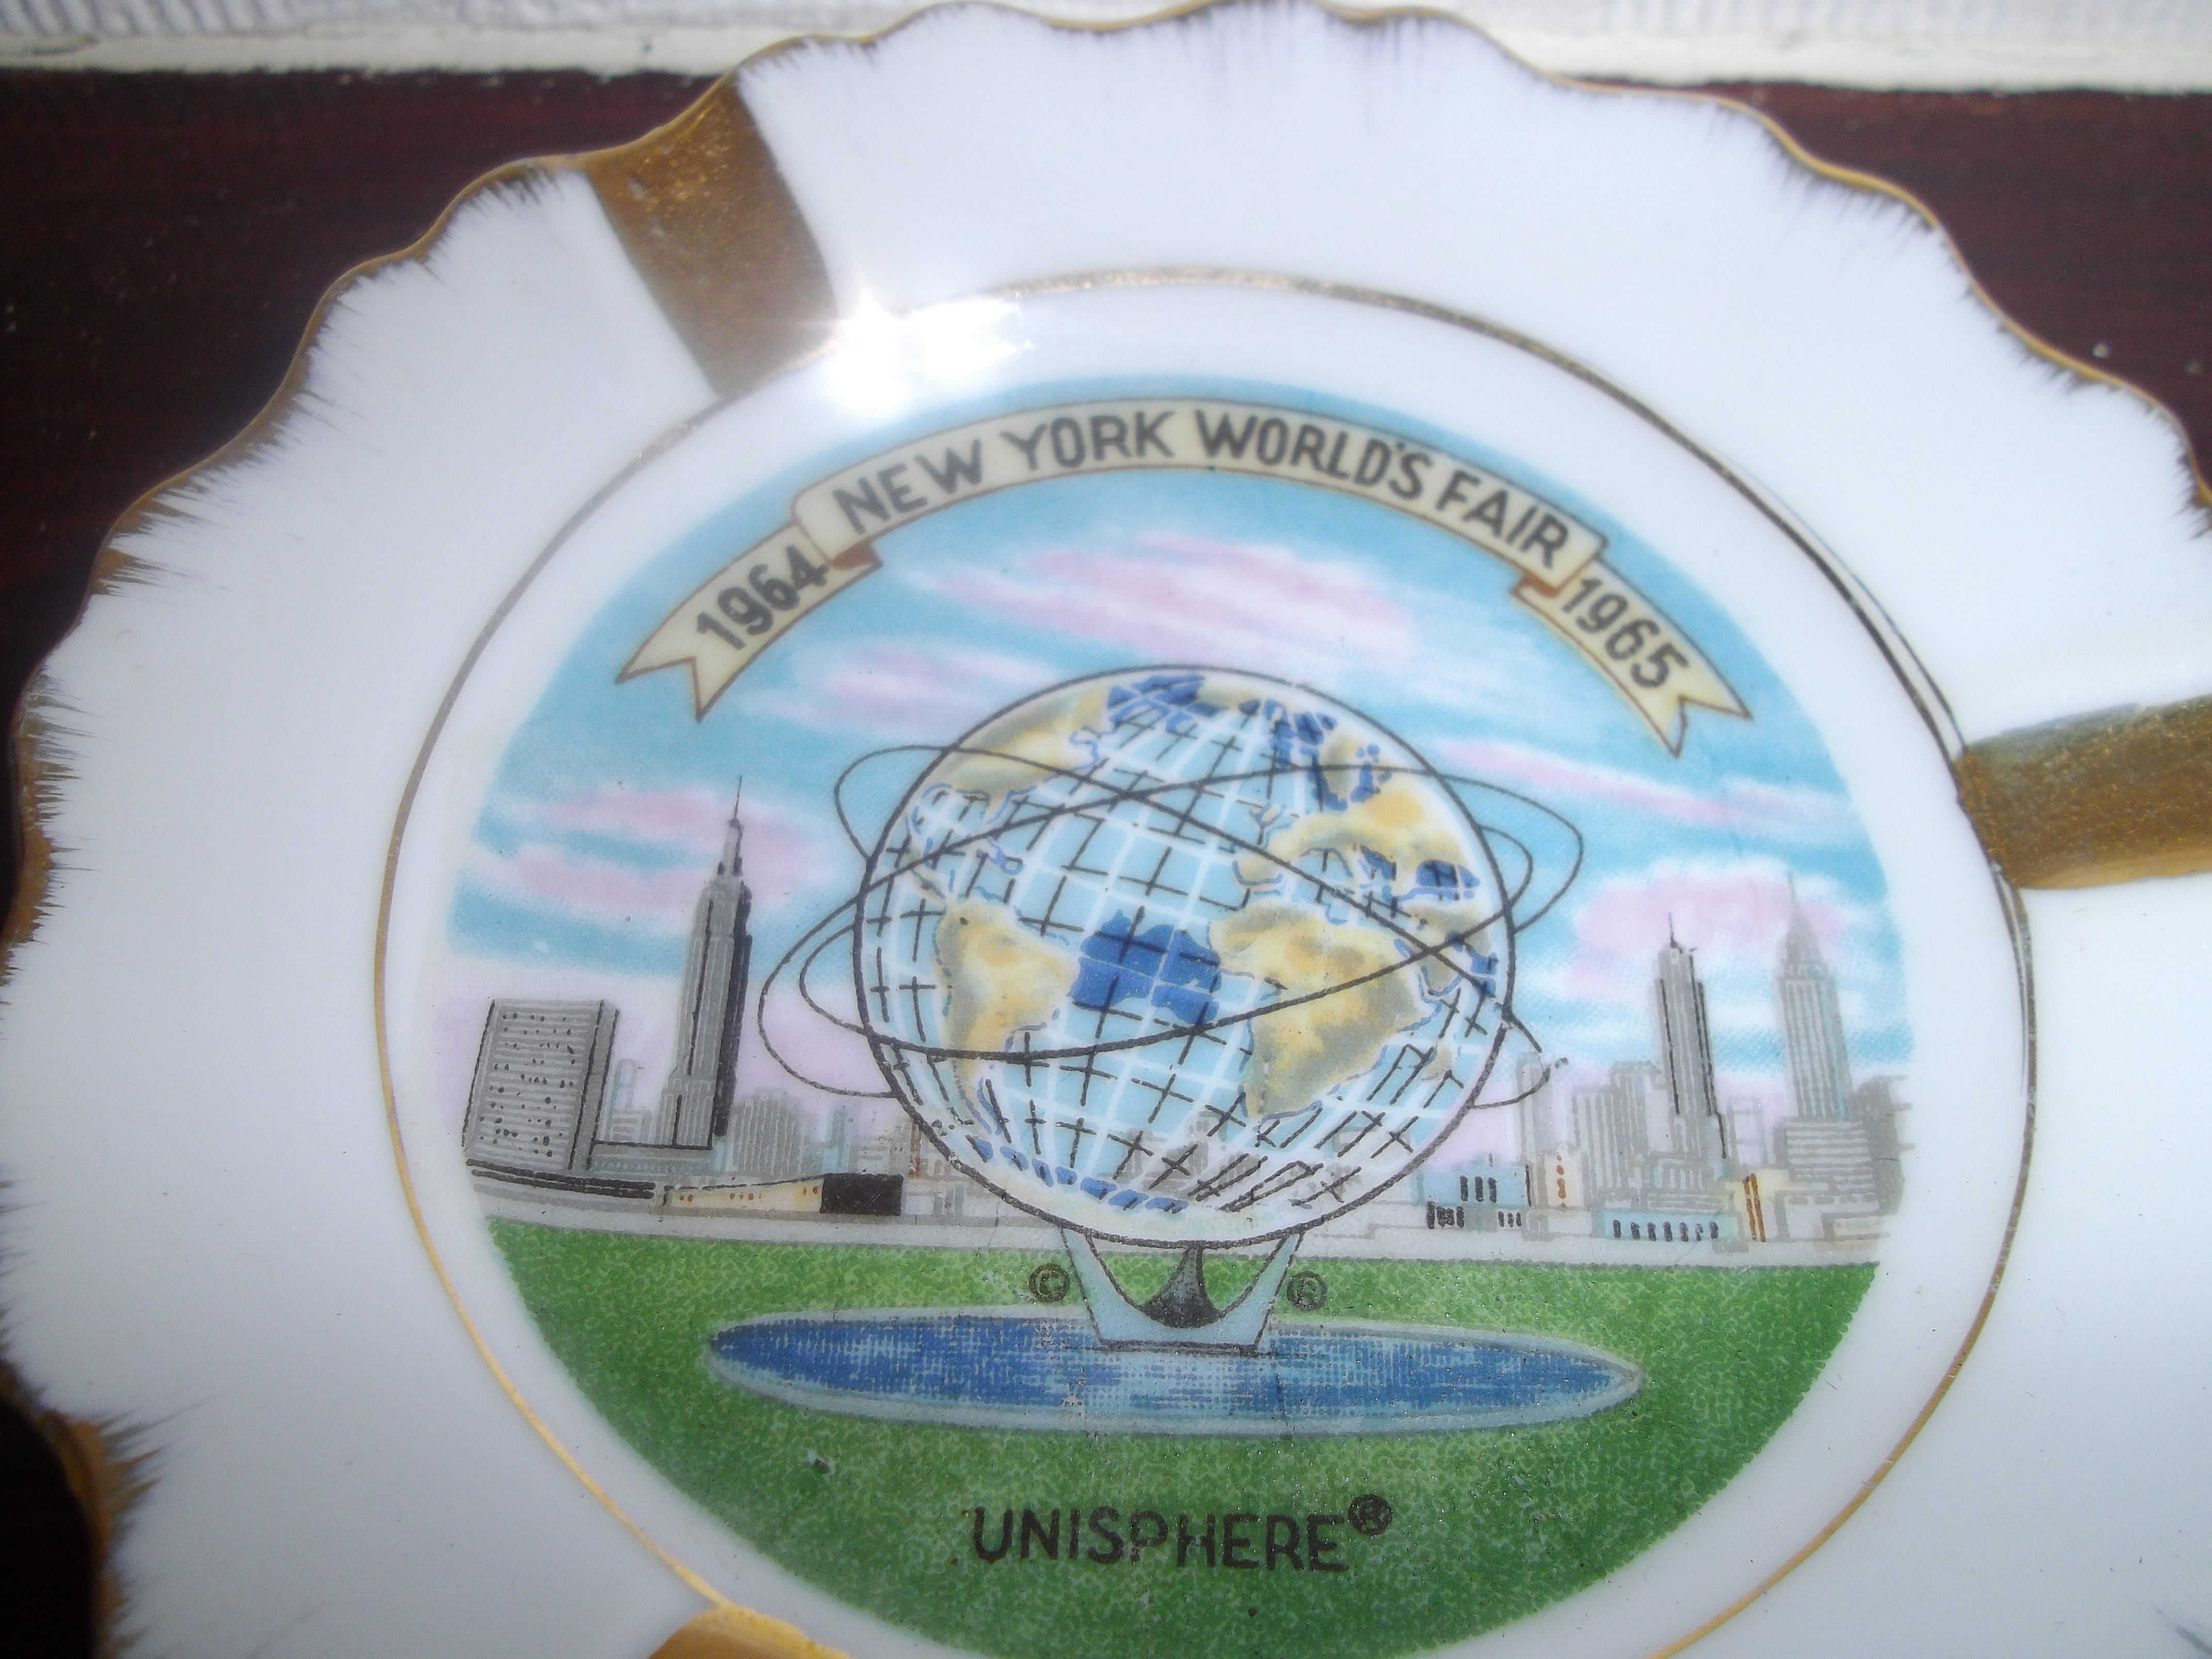 1964 NEW YORK WORLD'S FAIR 1965
© ®
UNISPHERE®